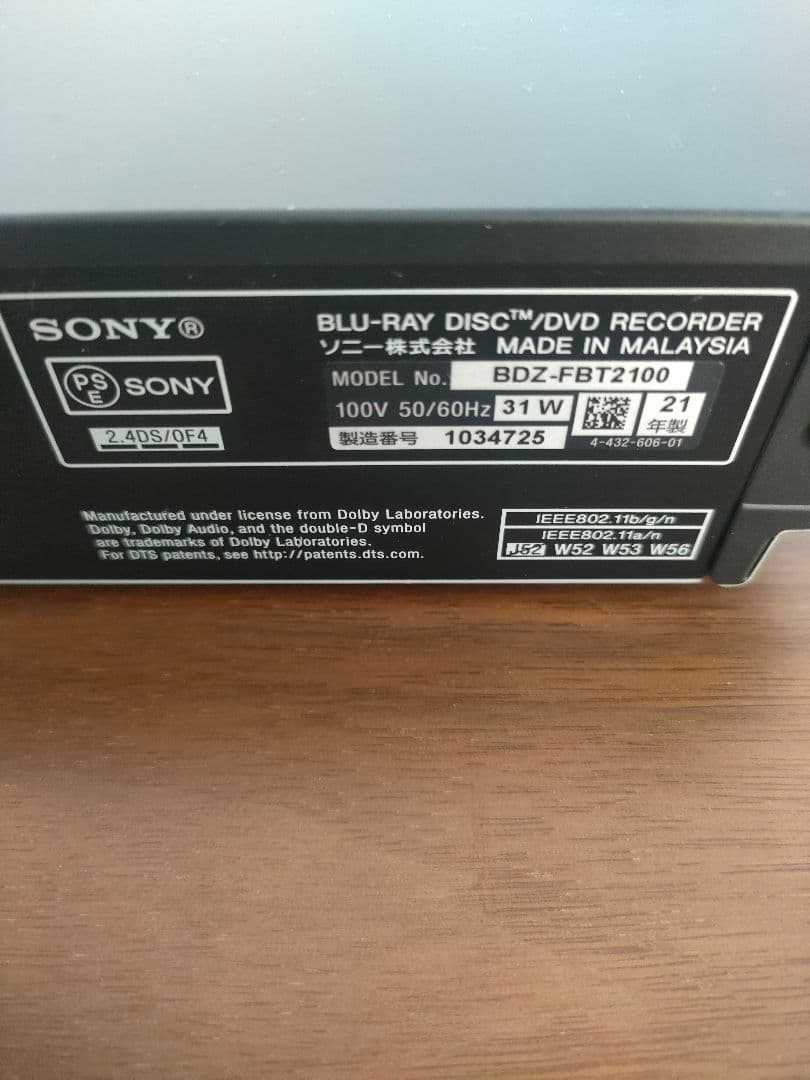 SONY®
BLU-RAY DISC™/DVD RECORDER
ソニー株式会社 MADE IN MALAYSIA
PSE SONY
MODEL No. BDZ-FBT2100
100V 50/60Hz 31 W
21
年製
2.4DS/OF4
製造番号 1034725
4-432-606-01
Manufactured under license from Dolby Laboratories.
Dolby, Dolby Audio, and the double-D symbol
are trademarks of Dolby Laboratories.
For DTS patents, see http://patents.dts.com.
IEEE802.11b/g/n
IEEE802.11a/n
J52 W52 W53 W56